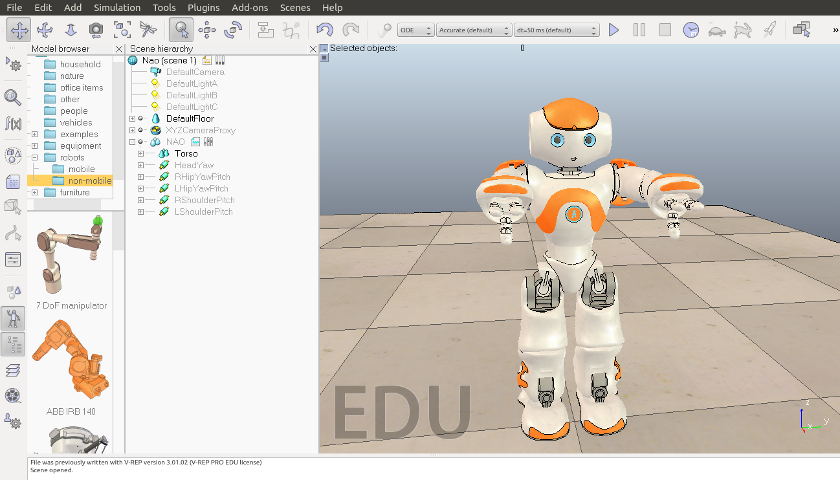 File Edit Add Simulation Tools Plugins Add-ons Scenes Help
ODE Accurate (default) dt=50 ms (default)
Model browser
household
nature
office items
other
people
vehicles
examples
equipment
robots
mobile
non-mobile
furniture
7 DoF manipulator
ABB IRB 140
Scene hierarchy
Nao (scene 1)
DefaultCamera
DefaultLightA
DefaultLightB
DefaultLightC
DefaultFloor
XYZCameraProxy
NAO
Torso
HeadYaw
RHipYawPitch
LHipYawPitch
RShoulderPitch
LShoulderPitch
Selected objects: 0
EDU
File was previously written with V-REP version 3.01.02 (V-REP PRO EDU license)
Scene opened.